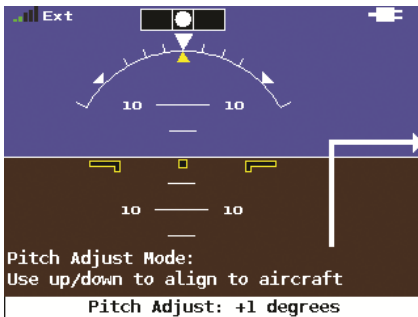 Ext
10 10
10 10
Pitch Adjust Mode:
Use up/down to align to aircraft
Pitch Adjust: +1 degrees